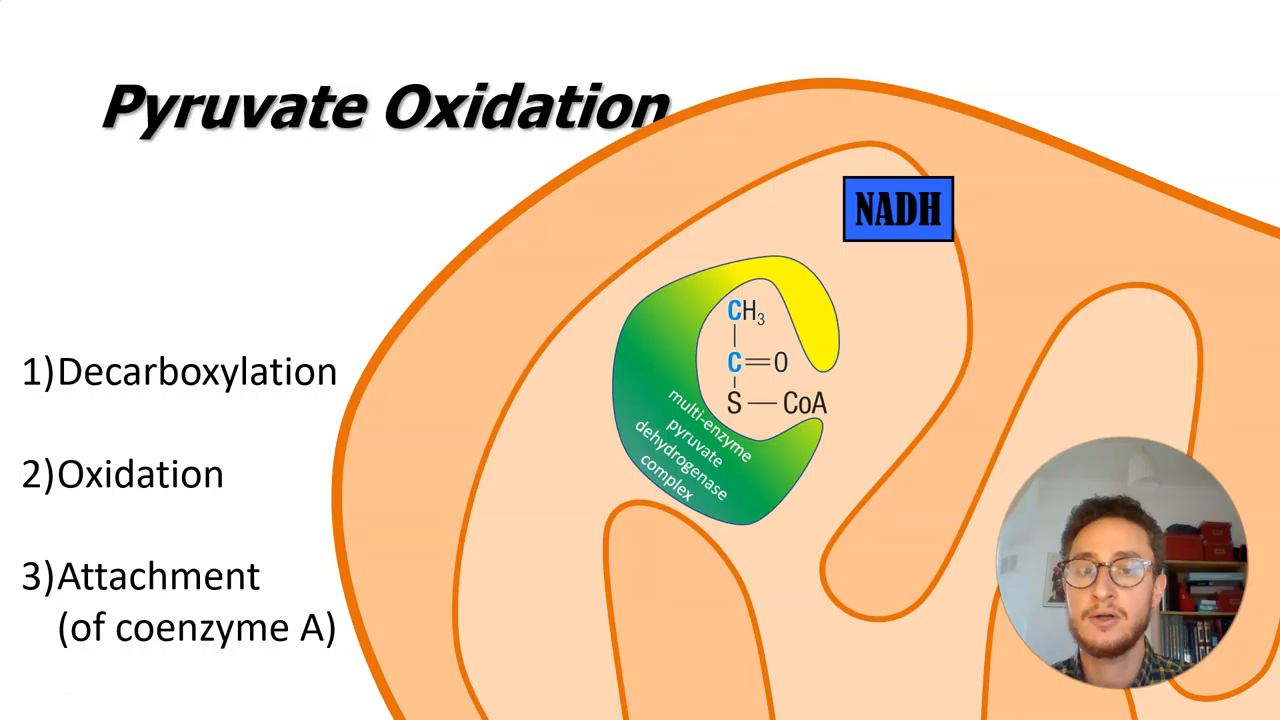 Pyruvate Oxidation
NADH
CH₃
C=O
S—CoA
multi-enzyme
pyruvate
dehydrogenase
complex
1)Decarboxylation
2)Oxidation
3)Attachment
(of coenzyme A)